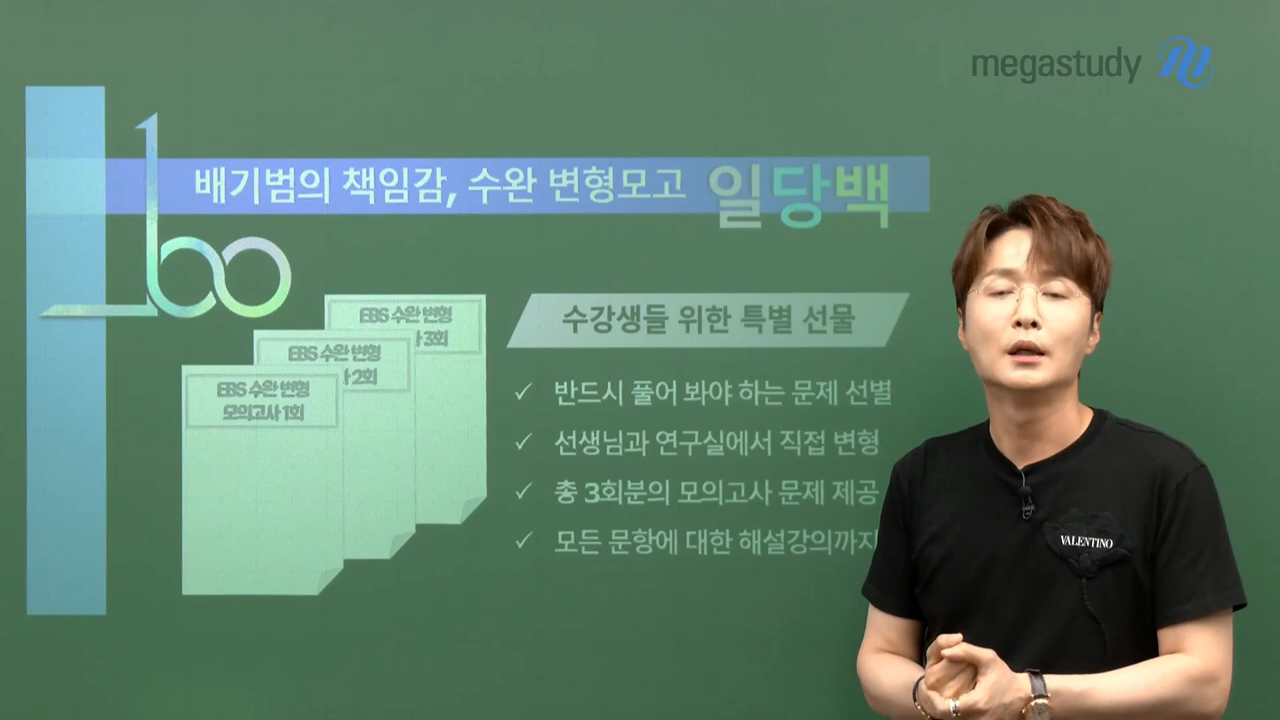 megastudy
배기범의 책임감, 수완 변형모고 일당백
100
EBS 수완 변형
사 3회
EBS 수완 변형
사 2회
EBS 수완 변형
모의고사 1회
수강생들 위한 특별 선물
✓ 반드시 풀어 봐야 하는 문제 선별
✓ 선생님과 연구실에서 직접 변형
✓ 총 3회분의 모의고사 문제 제공
✓ 모든 문항에 대한 해설강의까지
VALENTINO